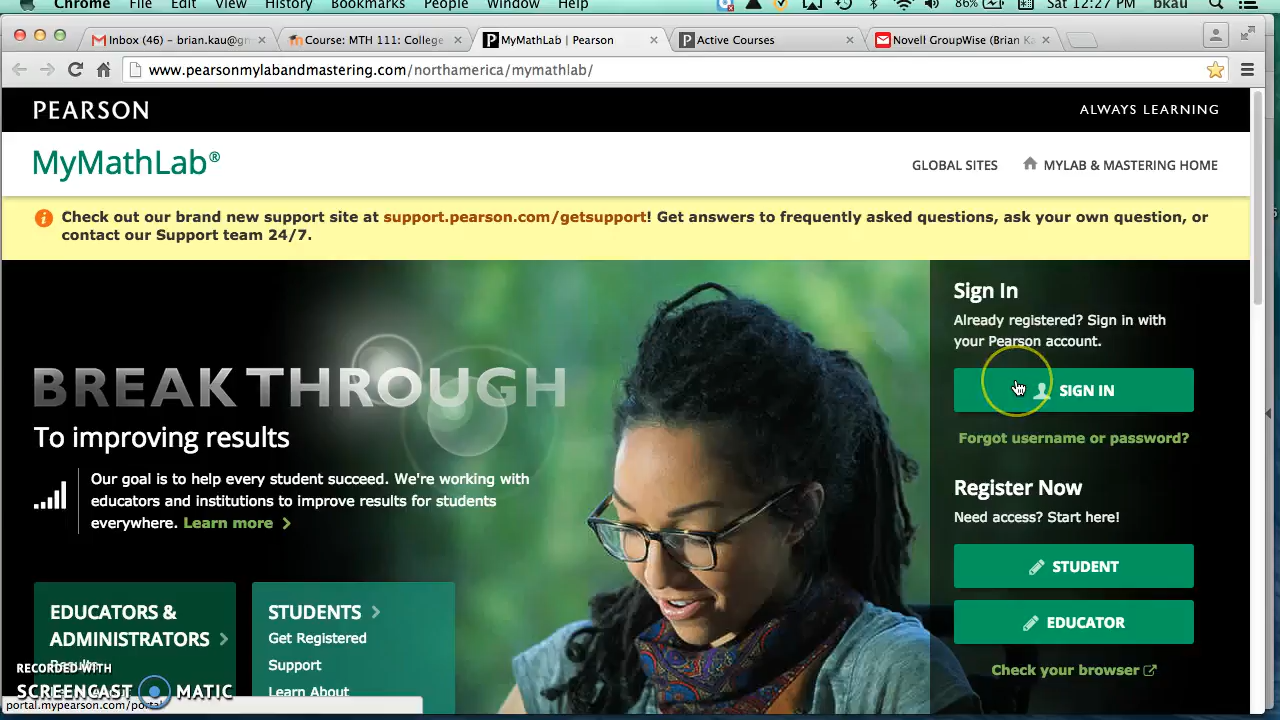 Chrome File Edit View History Bookmarks People Window Help 86% Sat 12:27 PM bkau
Inbox (46) – brian.kau@gm
Course: MTH 111: College
MyMathLab | Pearson
Active Courses
Novell GroupWise (Brian Ka
www.pearsonmylabandmastering.com/northamerica/mymathlab/
PEARSON
ALWAYS LEARNING
MyMathLab®
GLOBAL SITES
MYLAB & MASTERING HOME
Check out our brand new support site at support.pearson.com/getsupport! Get answers to frequently asked questions, ask your own question, or
contact our Support team 24/7.
BREAKTHROUGH
To improving results
Our goal is to help every student succeed. We're working with
educators and institutions to improve results for students
everywhere. Learn more
EDUCATORS &
ADMINISTRATORS
Results
STUDENTS
Get Registered
Support
Learn About
Sign In
Already registered? Sign in with
your Pearson account.
SIGN IN
Forgot username or password?
Register Now
Need access? Start here!
STUDENT
EDUCATOR
Check your browser
RECORDED WITH
SCREENCAST MATIC
portal.mypearson.com/portal